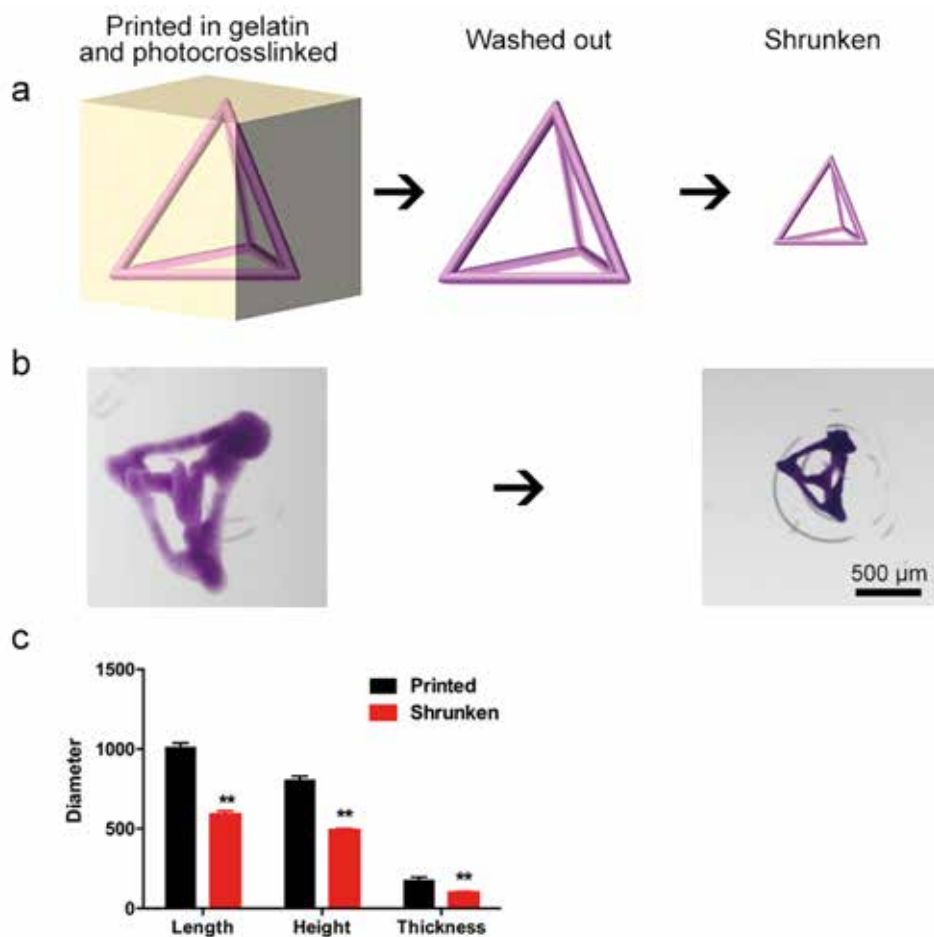 Printed in gelatin
and photocrosslinked
Washed out
Shrunken
a
b
500 µm
c
1500
1000
500
0
Diameter
Printed
Shrunken
**
**
**
Length
Height
Thickness